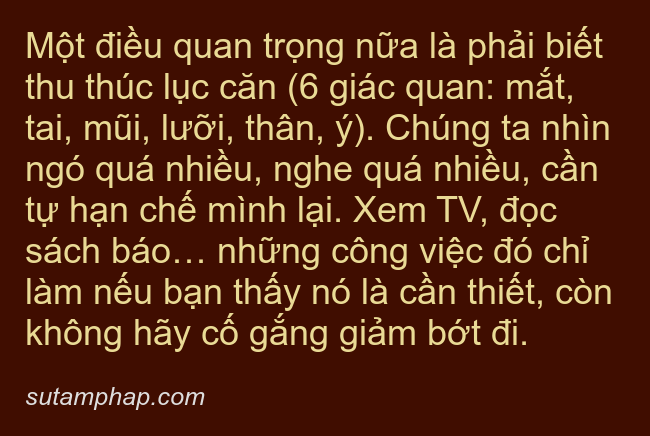 Một điều quan trọng nữa là phải biết
thu thúc lục căn (6 giác quan: mắt,
tai, mũi, lưỡi, thân, ý). Chúng ta nhìn
ngó quá nhiều, nghe quá nhiều, cần
tự hạn chế mình lại. Xem TV, đọc
sách báo… những công việc đó chỉ
làm nếu bạn thấy nó là cần thiết, còn
không hãy cố gắng giảm bớt đi.
sutamphap.com